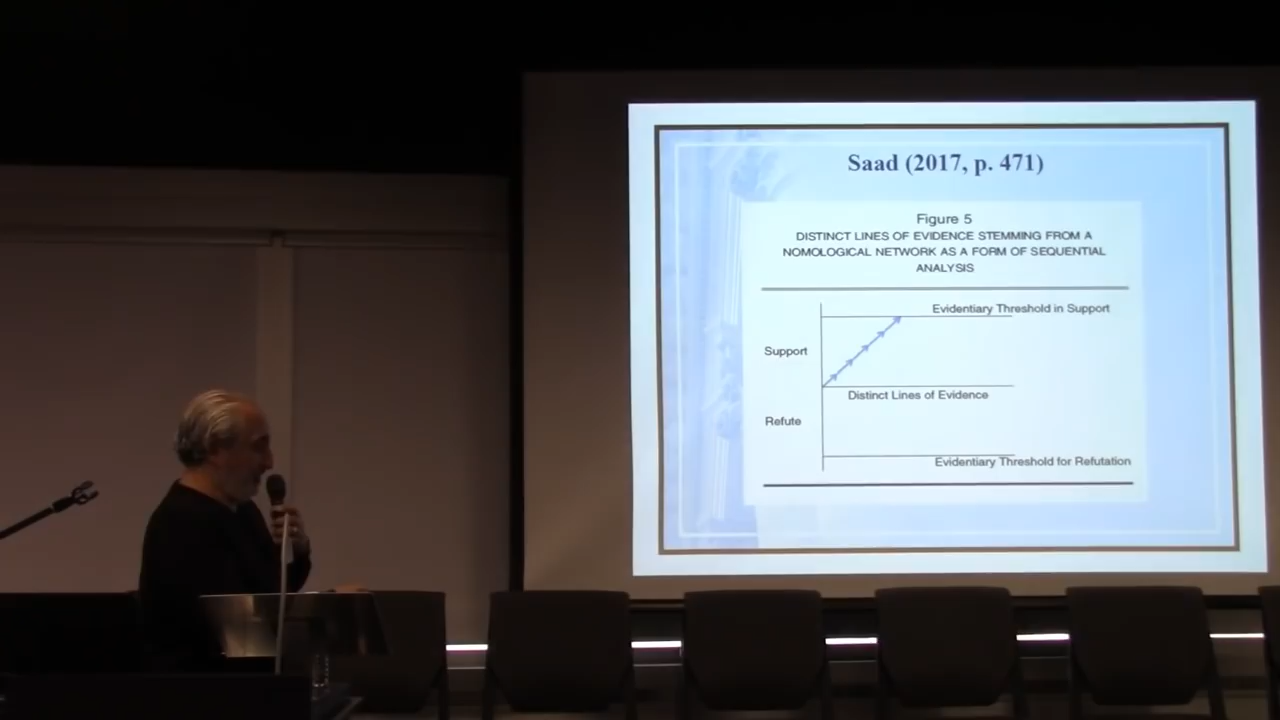 Saad (2017, p. 471)
Figure 5
DISTINCT LINES OF EVIDENCE STEMMING FROM A
NOMOLOGICAL NETWORK AS A FORM OF SEQUENTIAL
ANALYSIS
Evidentiary Threshold in Support
Support
Distinct Lines of Evidence
Refute
Evidentiary Threshold for Refutation